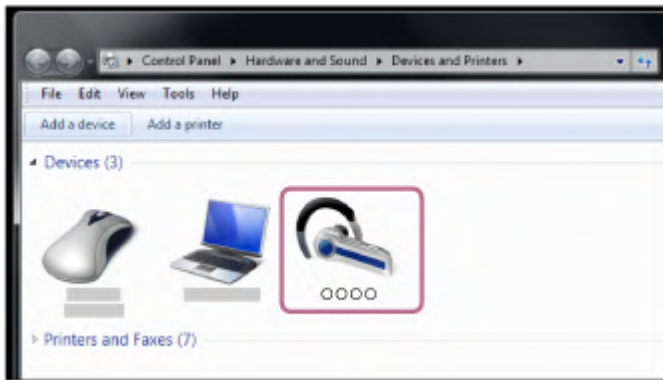 Control Panel ▸ Hardware and Sound ▸ Devices and Printers ▸
File Edit View Tools Help
Add a device Add a printer
Devices (3)
OOOO
Printers and Faxes (7)